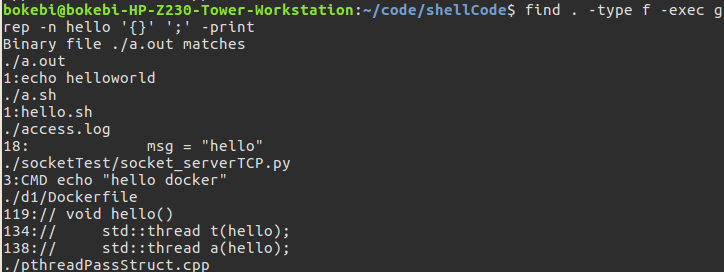 bokebi@bokebi-HP-Z230-Tower-Workstation:~/code/shellCode$ find . -type f -exec g
rep -n hello '{}' ';' -print
Binary file ./a.out matches
./a.out
1:echo helloworld
./a.sh
1:hello.sh
./access.log
18:            msg = "hello"
./socketTest/socket_serverTCP.py
3:CMD echo "hello docker"
./d1/Dockerfile
119:// void hello()
134://     std::thread t(hello);
138://     std::thread a(hello);
./pthreadPassStruct.cpp